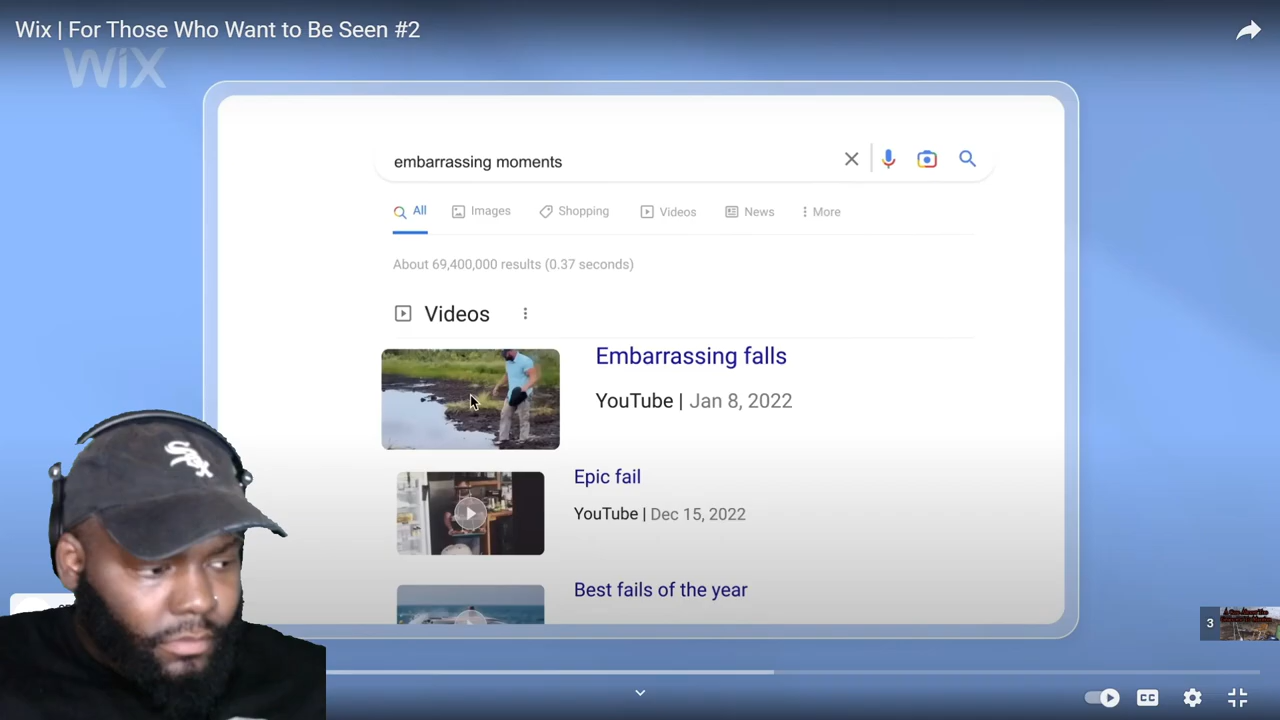 Wix | For Those Who Want to Be Seen #2
WiX
embarrassing moments
All Images Shopping Videos News More
About 69,400,000 results (0.37 seconds)
Videos
Embarrassing falls
YouTube | Jan 8, 2022
Epic fail
YouTube | Dec 15, 2022
Best fails of the year
Sox
3
CC